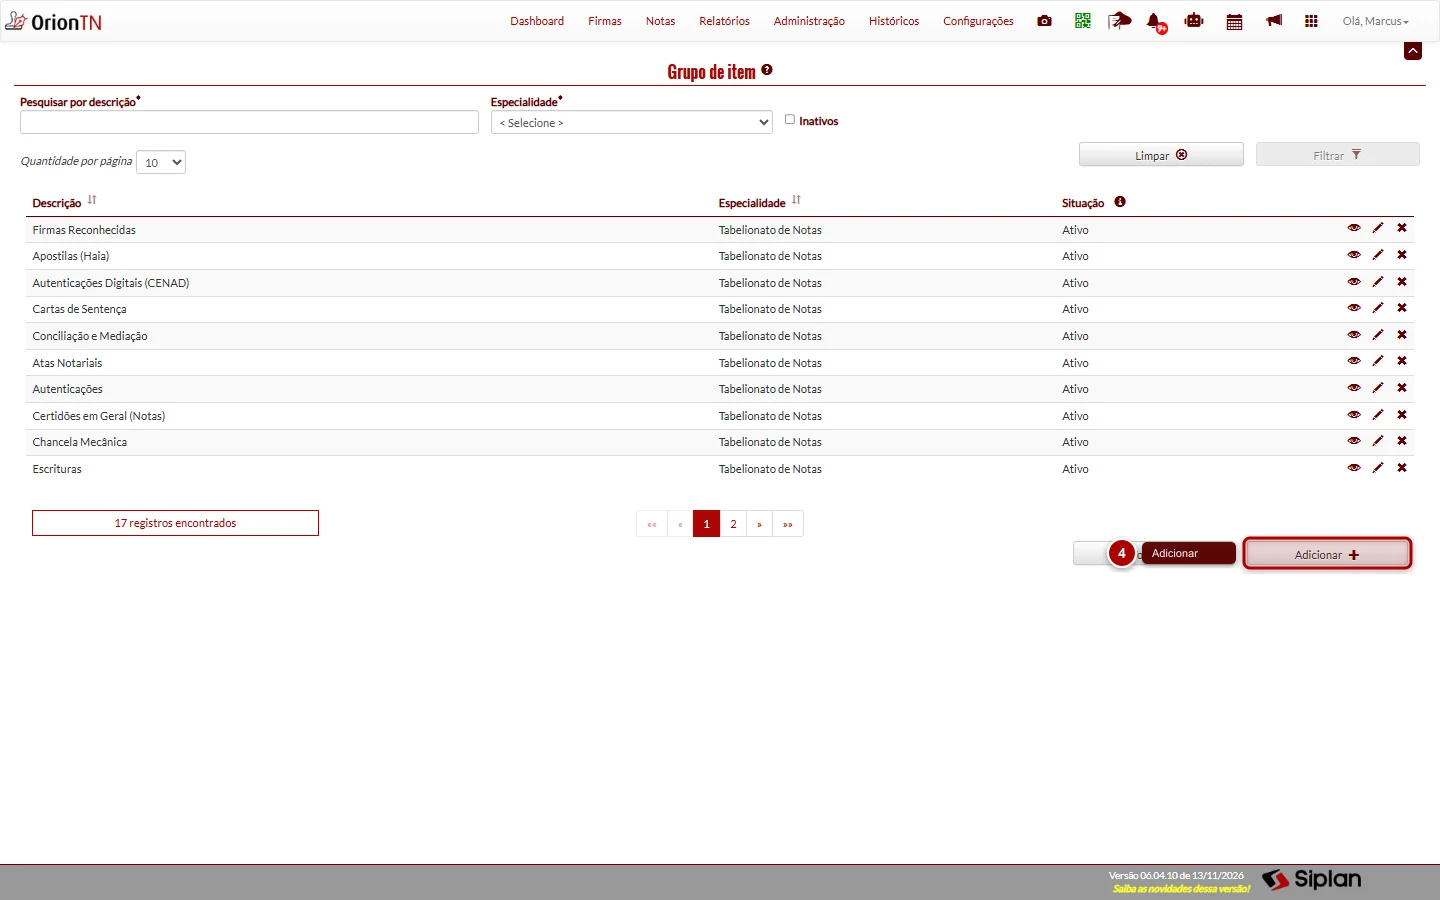 OrionTN
Dashboard Firmas Notas Relatórios Administração Históricos Configurações 9+ Olá, Marcus
Grupo de item ?
Pesquisar por descrição* Especialidade*
< Selecione > Inativos
Quantidade por página 10 Limpar Filtrar
Descrição Especialidade Situação
Firmas Reconhecidas Tabelionato de Notas Ativo
Apostilas (Haia) Tabelionato de Notas Ativo
Autenticações Digitais (CENAD) Tabelionato de Notas Ativo
Cartas de Sentença Tabelionato de Notas Ativo
Conciliação e Mediação Tabelionato de Notas Ativo
Atas Notariais Tabelionato de Notas Ativo
Autenticações Tabelionato de Notas Ativo
Certidões em Geral (Notas) Tabelionato de Notas Ativo
Chancela Mecânica Tabelionato de Notas Ativo
Escrituras Tabelionato de Notas Ativo
17 registros encontrados «« « 1 2 » »»
4 Adicionar Adicionar
Versão 06.04.10 de 13/11/2026
Saiba as novidades dessa versão!
Siplan